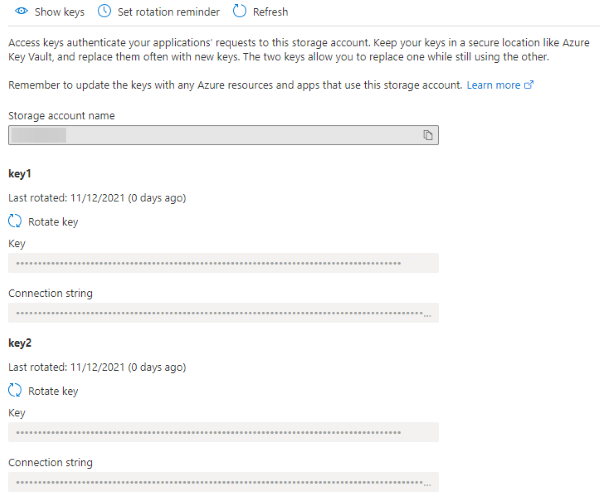 Show keys Set rotation reminder Refresh
Access keys authenticate your applications' requests to this storage account. Keep your keys in a secure location like Azure
Key Vault, and replace them often with new keys. The two keys allow you to replace one while still using the other.
Remember to update the keys with any Azure resources and apps that use this storage account. Learn more
Storage account name
key1
Last rotated: 11/12/2021 (0 days ago)
Rotate key
Key
Connection string
key2
Last rotated: 11/12/2021 (0 days ago)
Rotate key
Key
Connection string